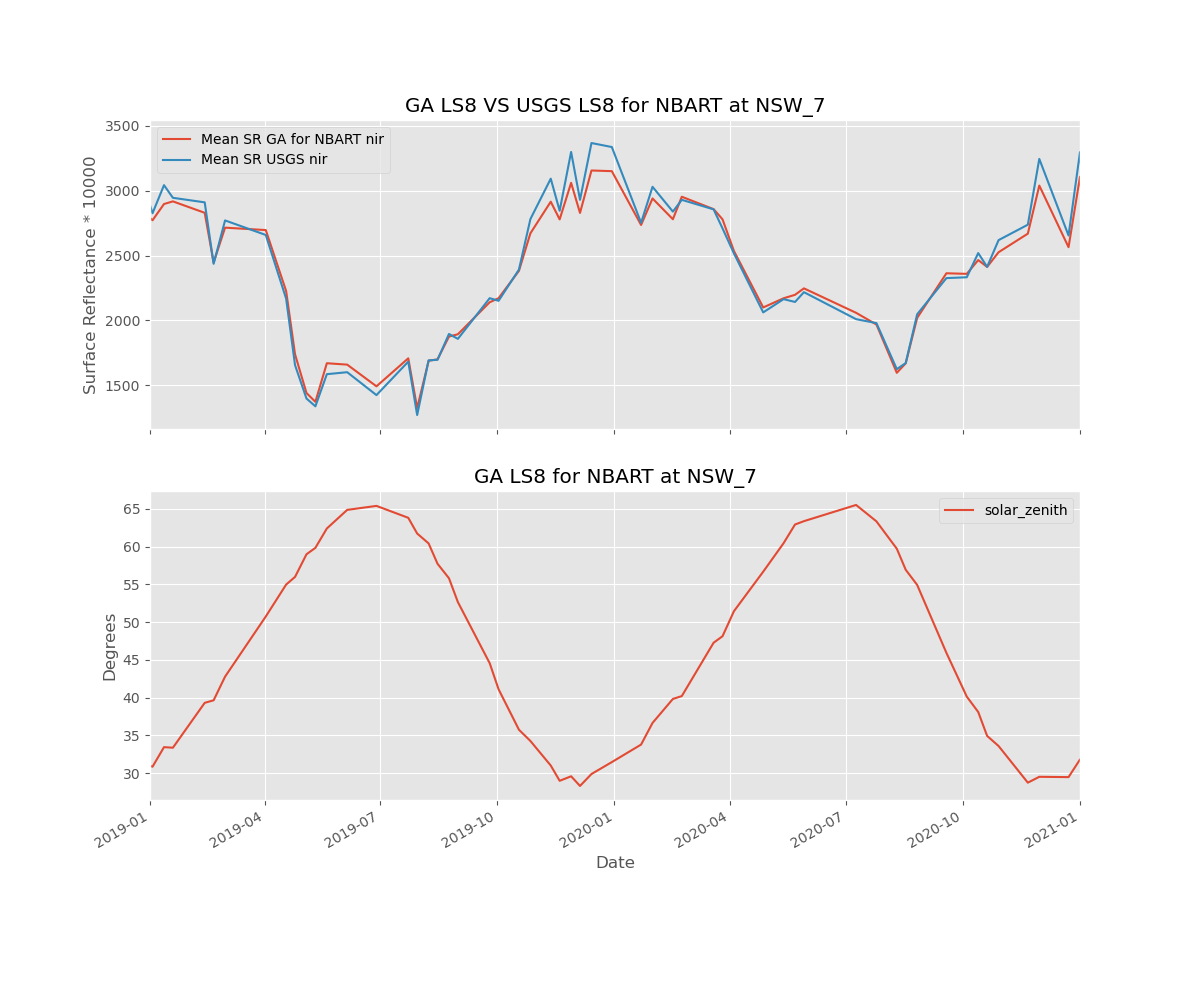 GA LS8 VS USGS LS8 for NBART at NSW_7
Mean SR GA for NBART nir
Mean SR USGS nir
Surface Reflectance * 10000
3500
3000
2500
2000
1500
GA LS8 for NBART at NSW_7
solar_zenith
Degrees
65
60
55
50
45
40
35
30
2019-01
2019-04
2019-07
2019-10
2020-01
2020-04
2020-07
2020-10
2021-01
Date